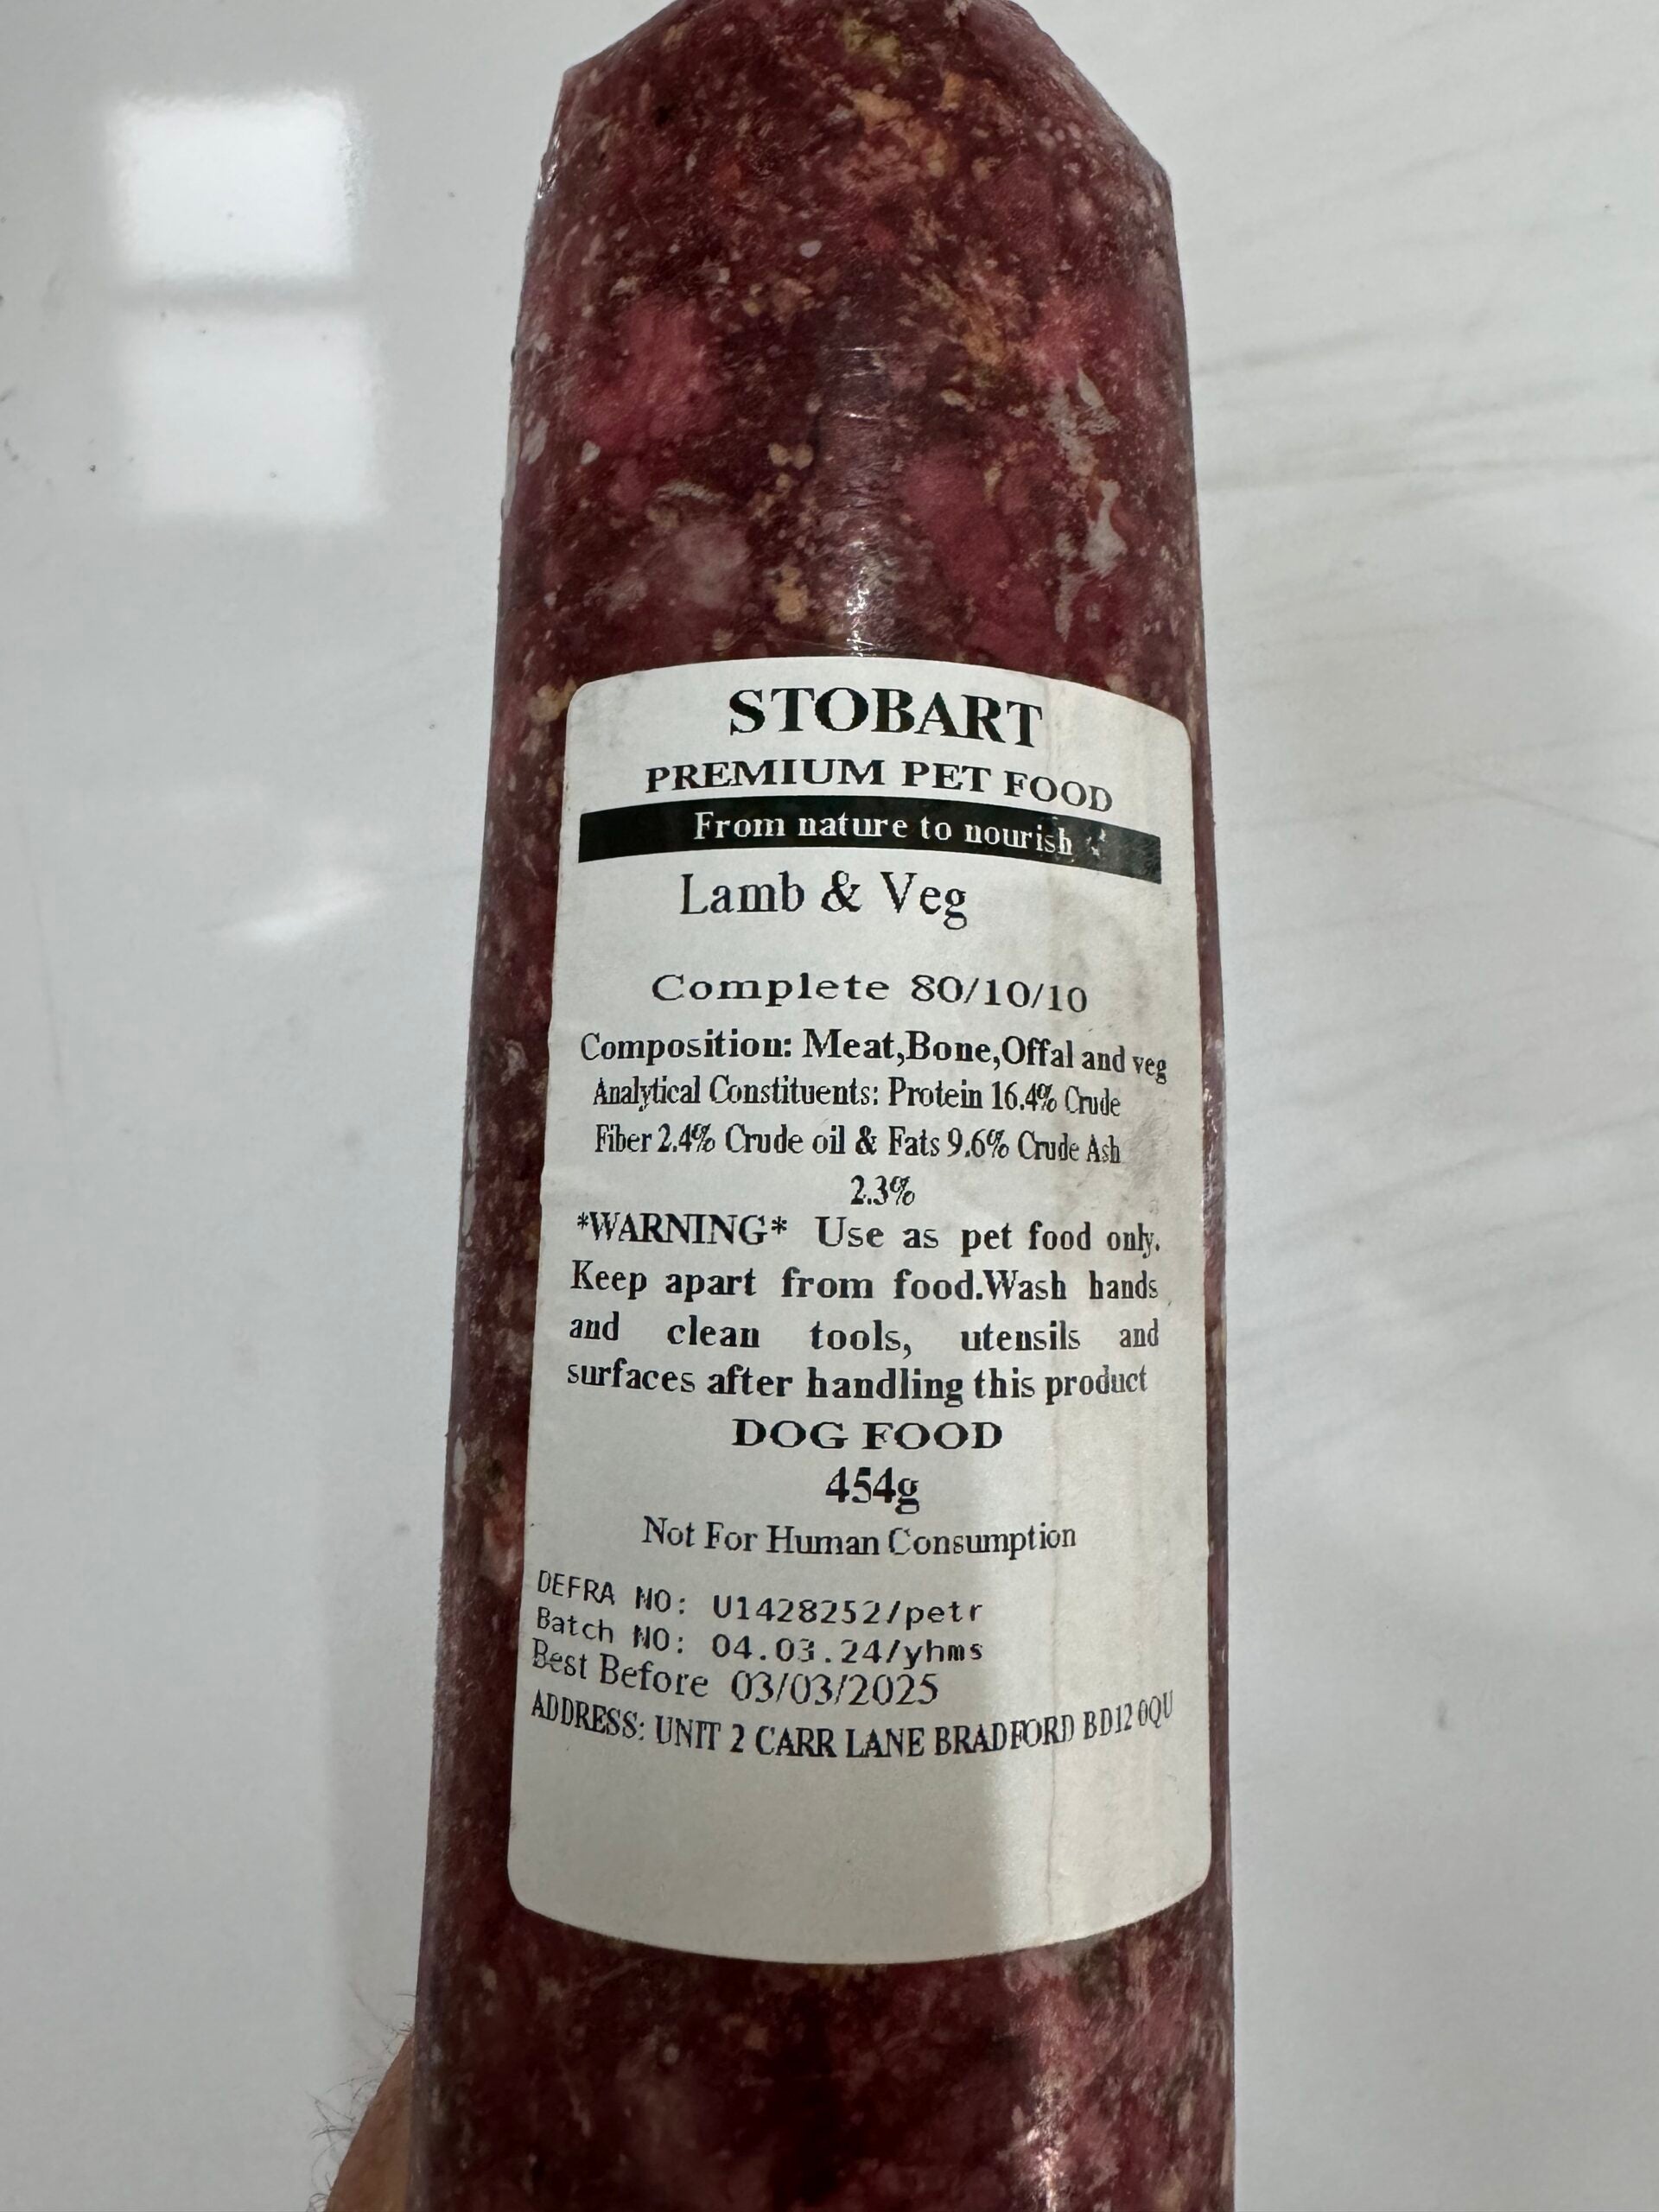 STOBART
PREMIUM PET FOOD
From nature to nourish
Lamb & Veg
Complete 80/10/10
Composition: Meat,Bone,Offal and veg
Analytical Constituents: Protein 16.4% Crude
Fiber 2.4% Crude oil & Fats 9.6% Crude Ash
2.3%
*WARNING* Use as pet food only.
Keep apart from food.Wash hands
and clean tools, utensils and
surfaces after handling this product
DOG FOOD
454g
Not For Human Consumption
DEFRA NO: U1428252/petr
Batch NO: 04.03.24/yhms
Best Before 03/03/2025
ADDRESS: UNIT 2 CARR LANE BRADFORD BD12 0QU